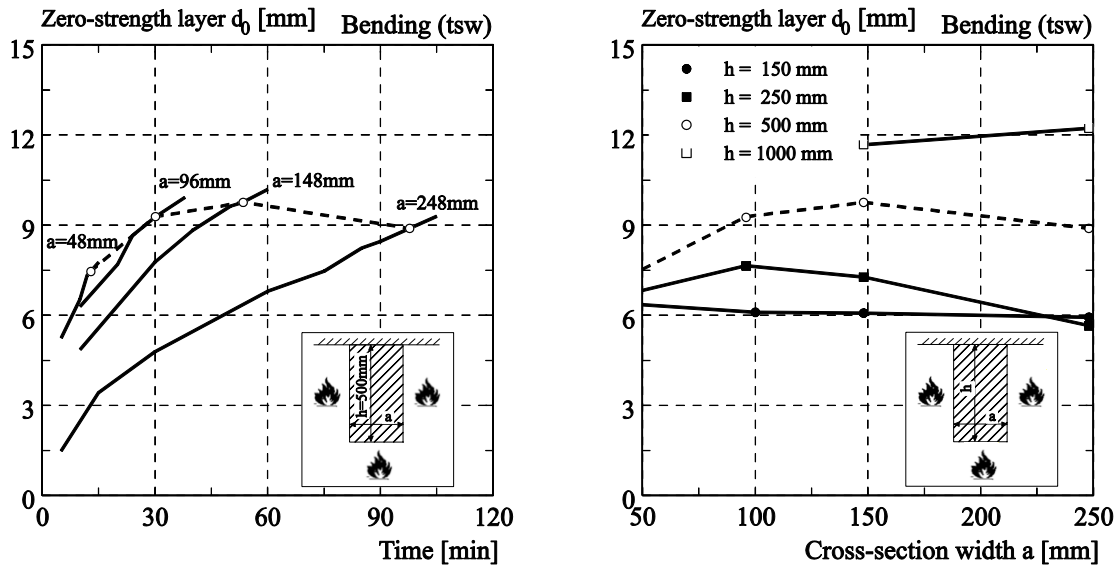 Zero-strength layer d0 [mm] Bending (tsw)
15
12
9
6
3
0
a=48mm
a=96mm
a=148mm
a=248mm
h=500mm
a
0 30 60 90 120
Time [min]
Zero-strength layer d0 [mm] Bending (tsw)
15
12
9
6
3
0
h = 150 mm
h = 250 mm
h = 500 mm
h = 1000 mm
h
a
50 100 150 200 250
Cross-section width a [mm]